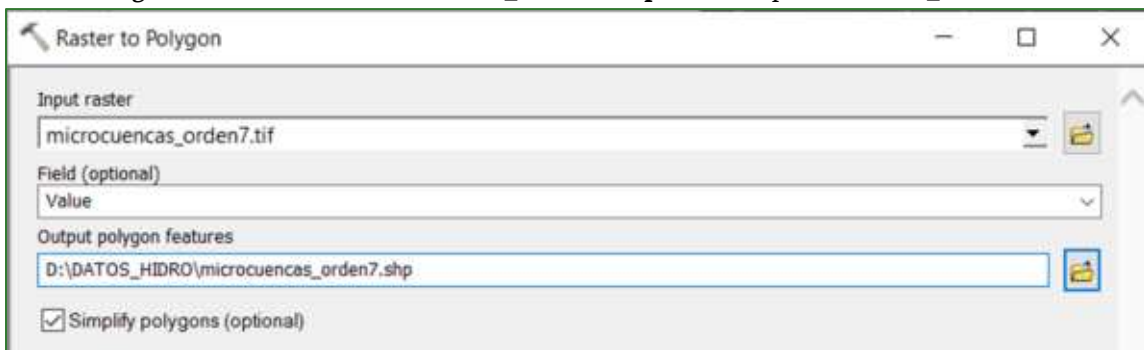 Raster to Polygon
Input raster
microcuencas_orden7.tif
Field (optional)
Value
Output polygon features
D:\DATOS_HIDRO\microcuencas_orden7.shp
Simplify polygons (optional)